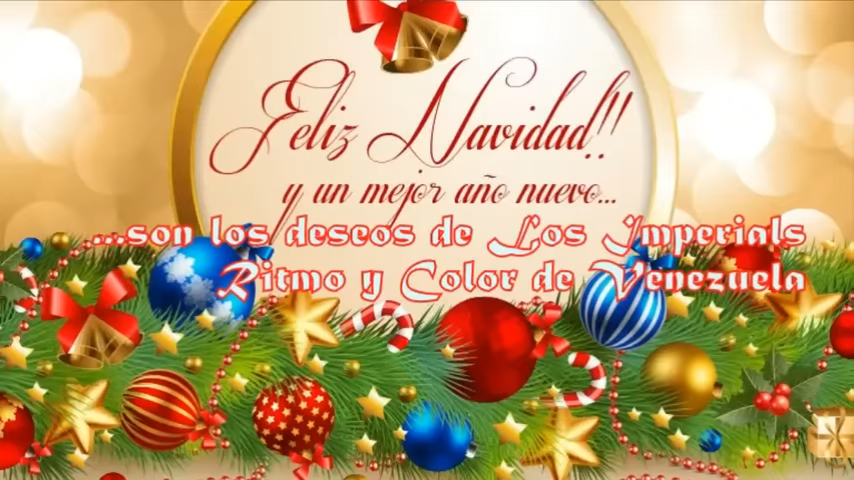 Feliz Navidad!!
y un mejor año nuevo...
...son los deseos de Los Imperials
Ritmo y Color de Venezuela